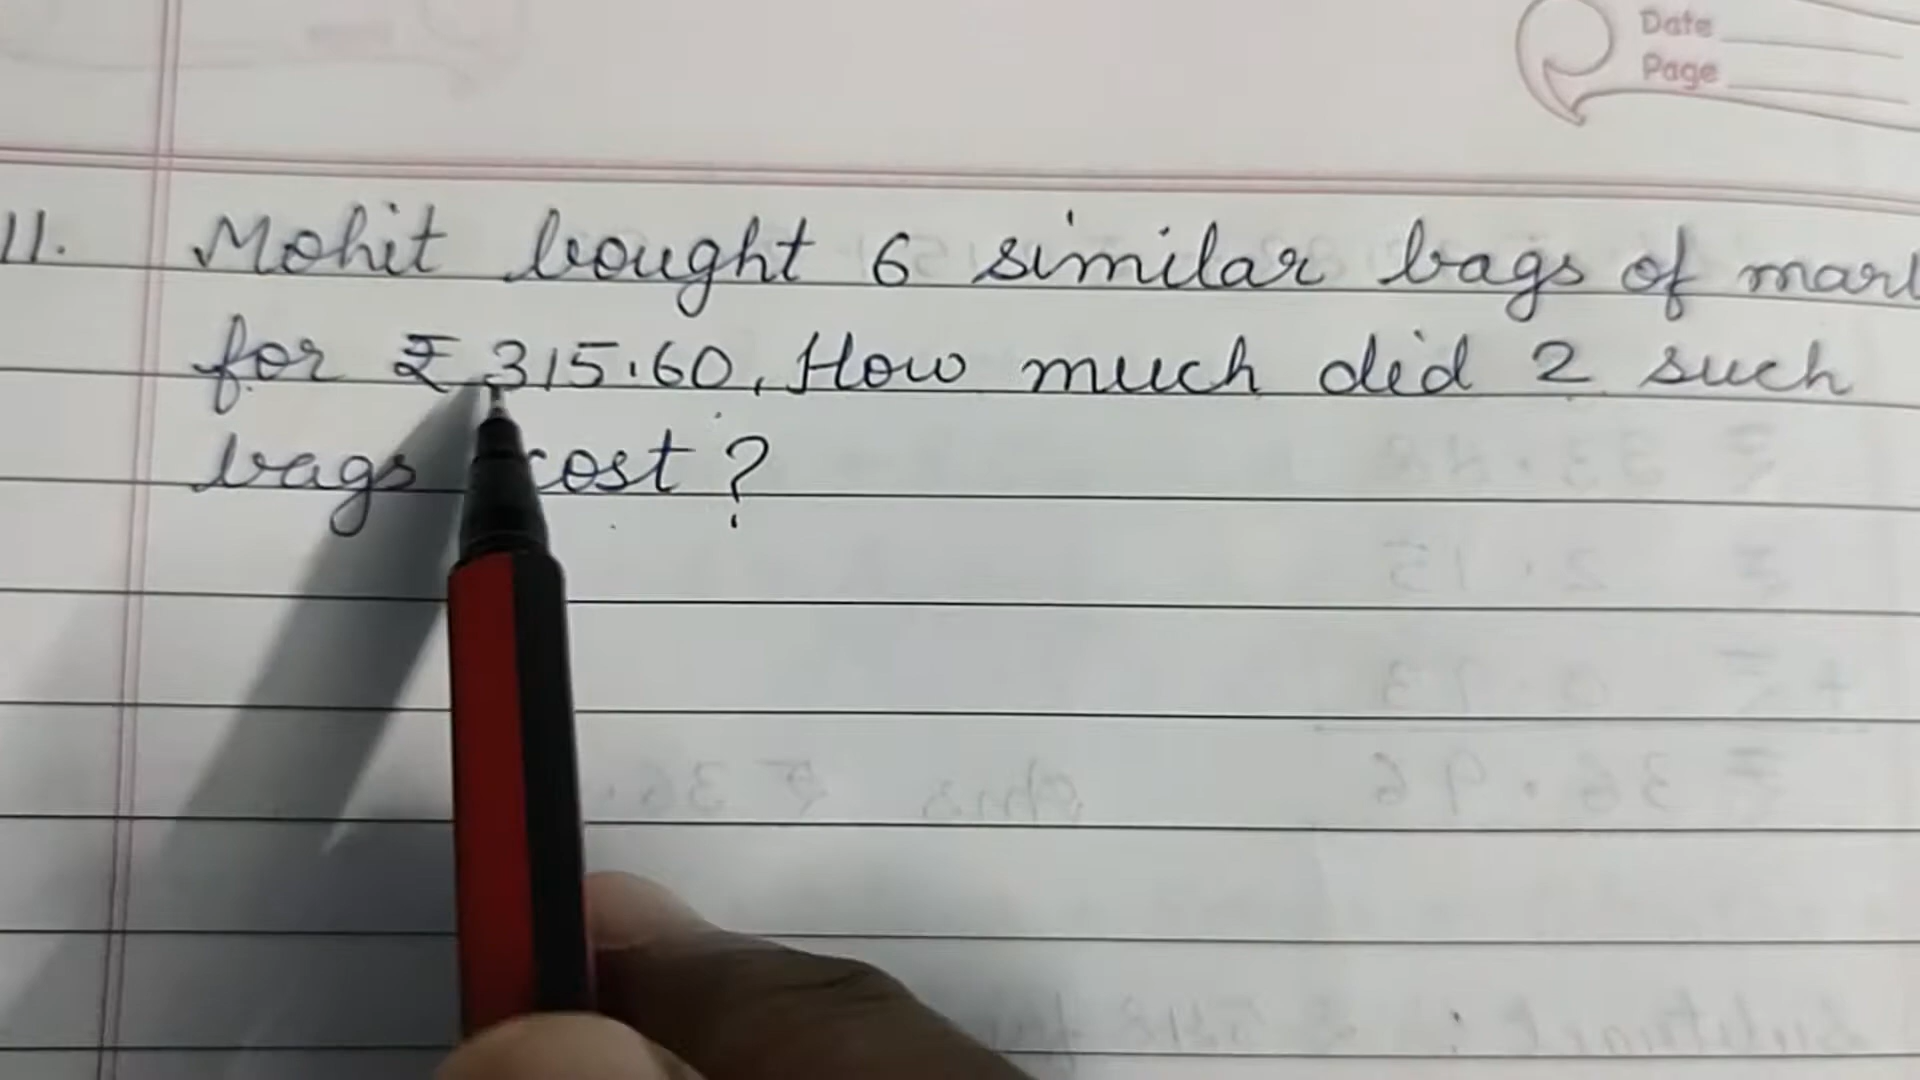 Date
Page
11. Mohit bought 6 similar bags of
for ₹ 315.60. How much did 2 such
bags cost?